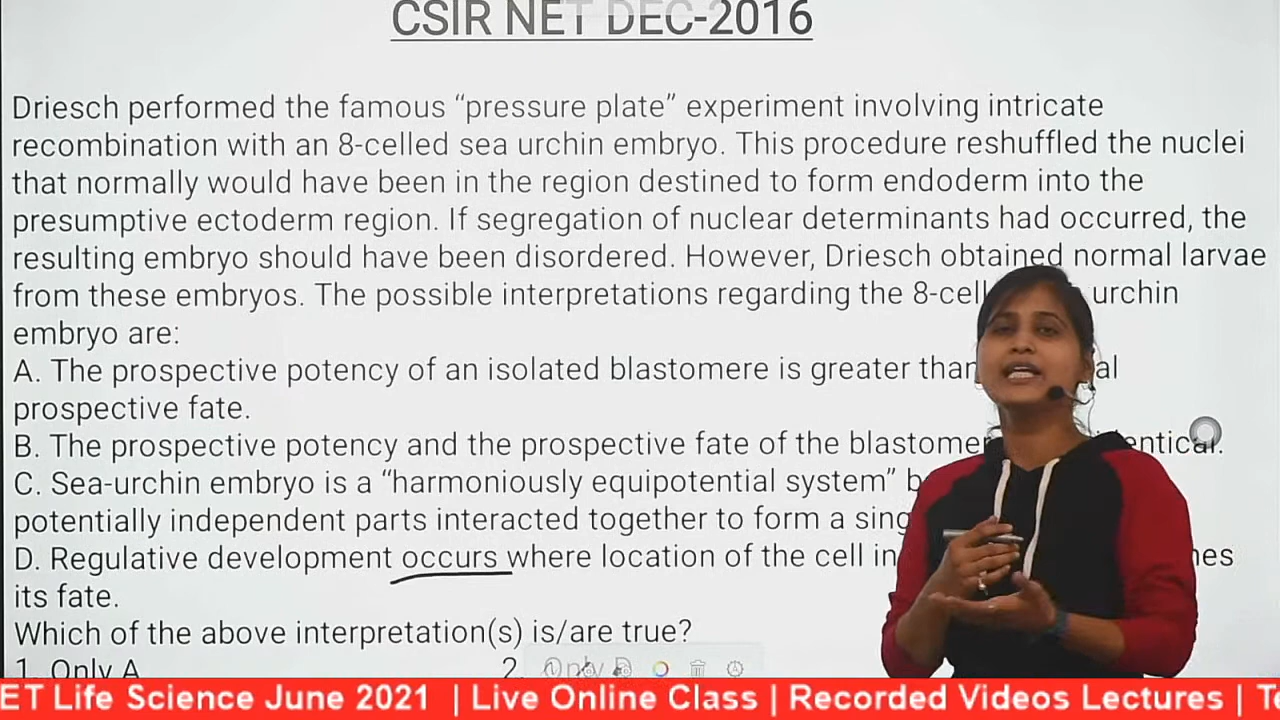 CSIR NET DEC-2016
Driesch performed the famous “pressure plate” experiment involving intricate
recombination with an 8-celled sea urchin embryo. This procedure reshuffled the nuclei
that normally would have been in the region destined to form endoderm into the
presumptive ectoderm region. If segregation of nuclear determinants had occurred, the
resulting embryo should have been disordered. However, Driesch obtained normal larvae
from these embryos. The possible interpretations regarding the 8-cell urchin
embryo are:
A. The prospective potency of an isolated blastomere is greater than
prospective fate.
B. The prospective potency and the prospective fate of the
C. Sea-urchin embryo is a “harmoniously equipotential system”
potentially independent parts interacted together to form a
D. Regulative development occurs where location of the cell in
its fate.
Which of the above interpretation(s) is/are true?
1. Only A 2. Only
ET Life Science June 2021 | Live Online Class | Recorded Videos Lectures |